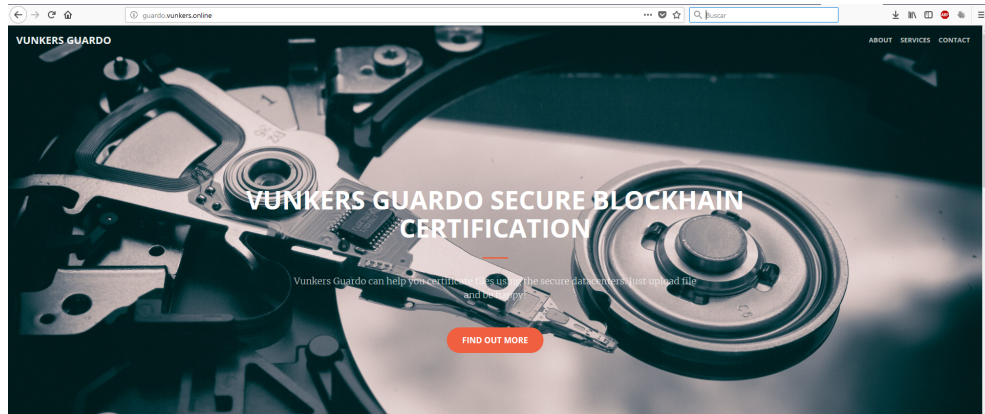 guardo.vunkers.online
Buscar
VUNKERS GUARDO
ABOUT SERVICES CONTACT
VUNKERS GUARDO SECURE BLOCKHAIN
CERTIFICATION
Vunkers Guardo can help you certificate files using the secure datacenters. Just upload file
and be happy!
FIND OUT MORE